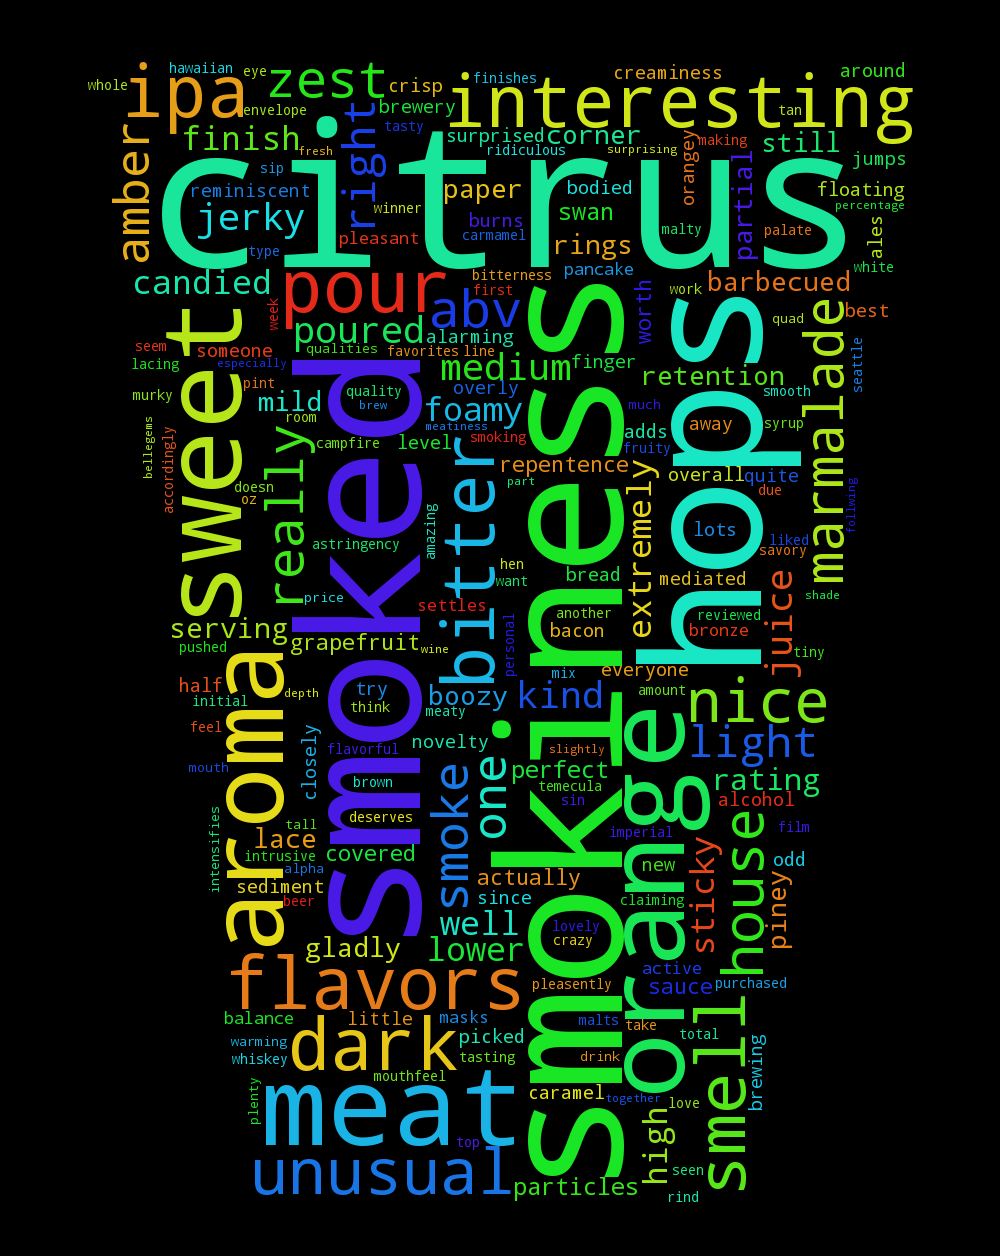 hawaiian
eye
whole
ipa
envelope
zest
crisp
finishes
creaminess
around
interesting
tan
brewery
tasty
amber
finish
fresh
right
surprised
corner
ridiculous
surprising
making
still
orangey
jumps
citrus
sip
reminiscent
paper
bodied
partial
floating
percentage
jerky
winner
burns
swan
malty
palate
ales
type
pleasant
carmamel
rings
white
candied
pour
bitterness
pancake
first
worth
work
barbecued
week
abv
quad
best
poured
alarming
line
seem
someone
qualities
favorites
medium
finger
retention
seattle
lacing
especially
sweet
murky
pint
mild
quality
brew
overly
smooth
room
foamy
meatiness
much
hops
away
syrup
marmalade
bellegems
accordingly
really
campfire
level
smoking
adds
fruity
repentence
overall
quite
doesn
oz
part
due
follwing
smoked
bitter
smokiness
extremely
lots
astringency
amazing
liked
savory
hen
want
bread
mediated
price
settles
another
reviewed
shade
serving
grapefruit
wine
bacon
bronze
juice
pushed
personal
tiny
aroma
half
try
mix
everyone
initial
depth
think
boozy
kind
amount
nice
feel
meaty
closely
flavorful
novelty
one
slightly
light
mouth
brown
smoke
perfect
temecula
rating
deserves
sin
orange
alcohol
intensifies
tall
lace
imperial
film
house
intrusive
covered
alpha
new
sticky
odd
sediment
actually
piney
beer
since
claiming
gladly
well
lower
lovely
crazy
flavors
active
sauce
pleasently
purchased
balance
little
masks
malts
take
total
smell
warming
whiskey
dark
picked
tasting
drink
brewing
mouthfeel
plenty
meat
caramel
together
love
high
top
unusual
particles
seen
rind